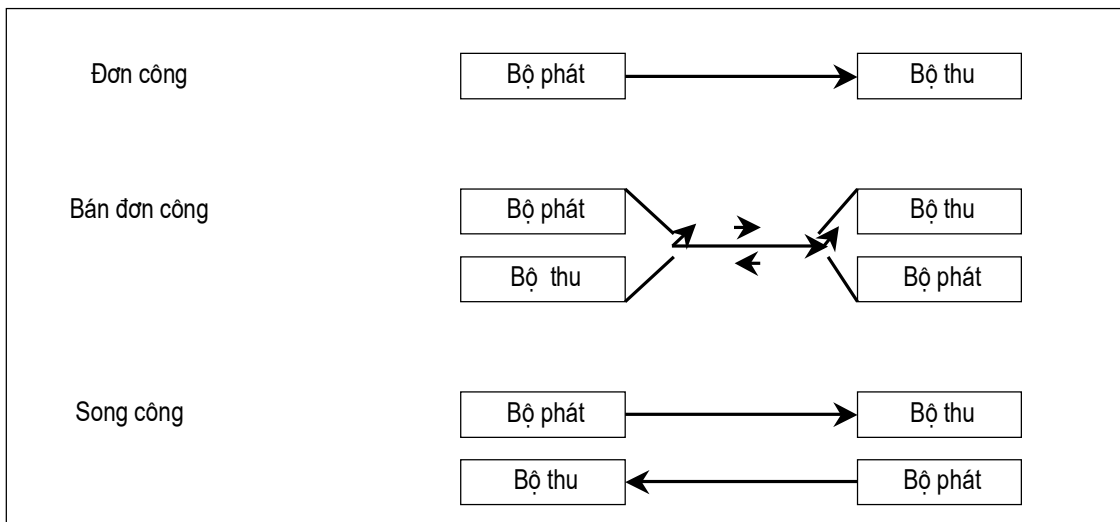 Đơn công Bộ phát Bộ thu
Bán đơn công Bộ phát Bộ thu
Bộ thu Bộ phát
Song công Bộ phát Bộ thu
Bộ thu Bộ phát